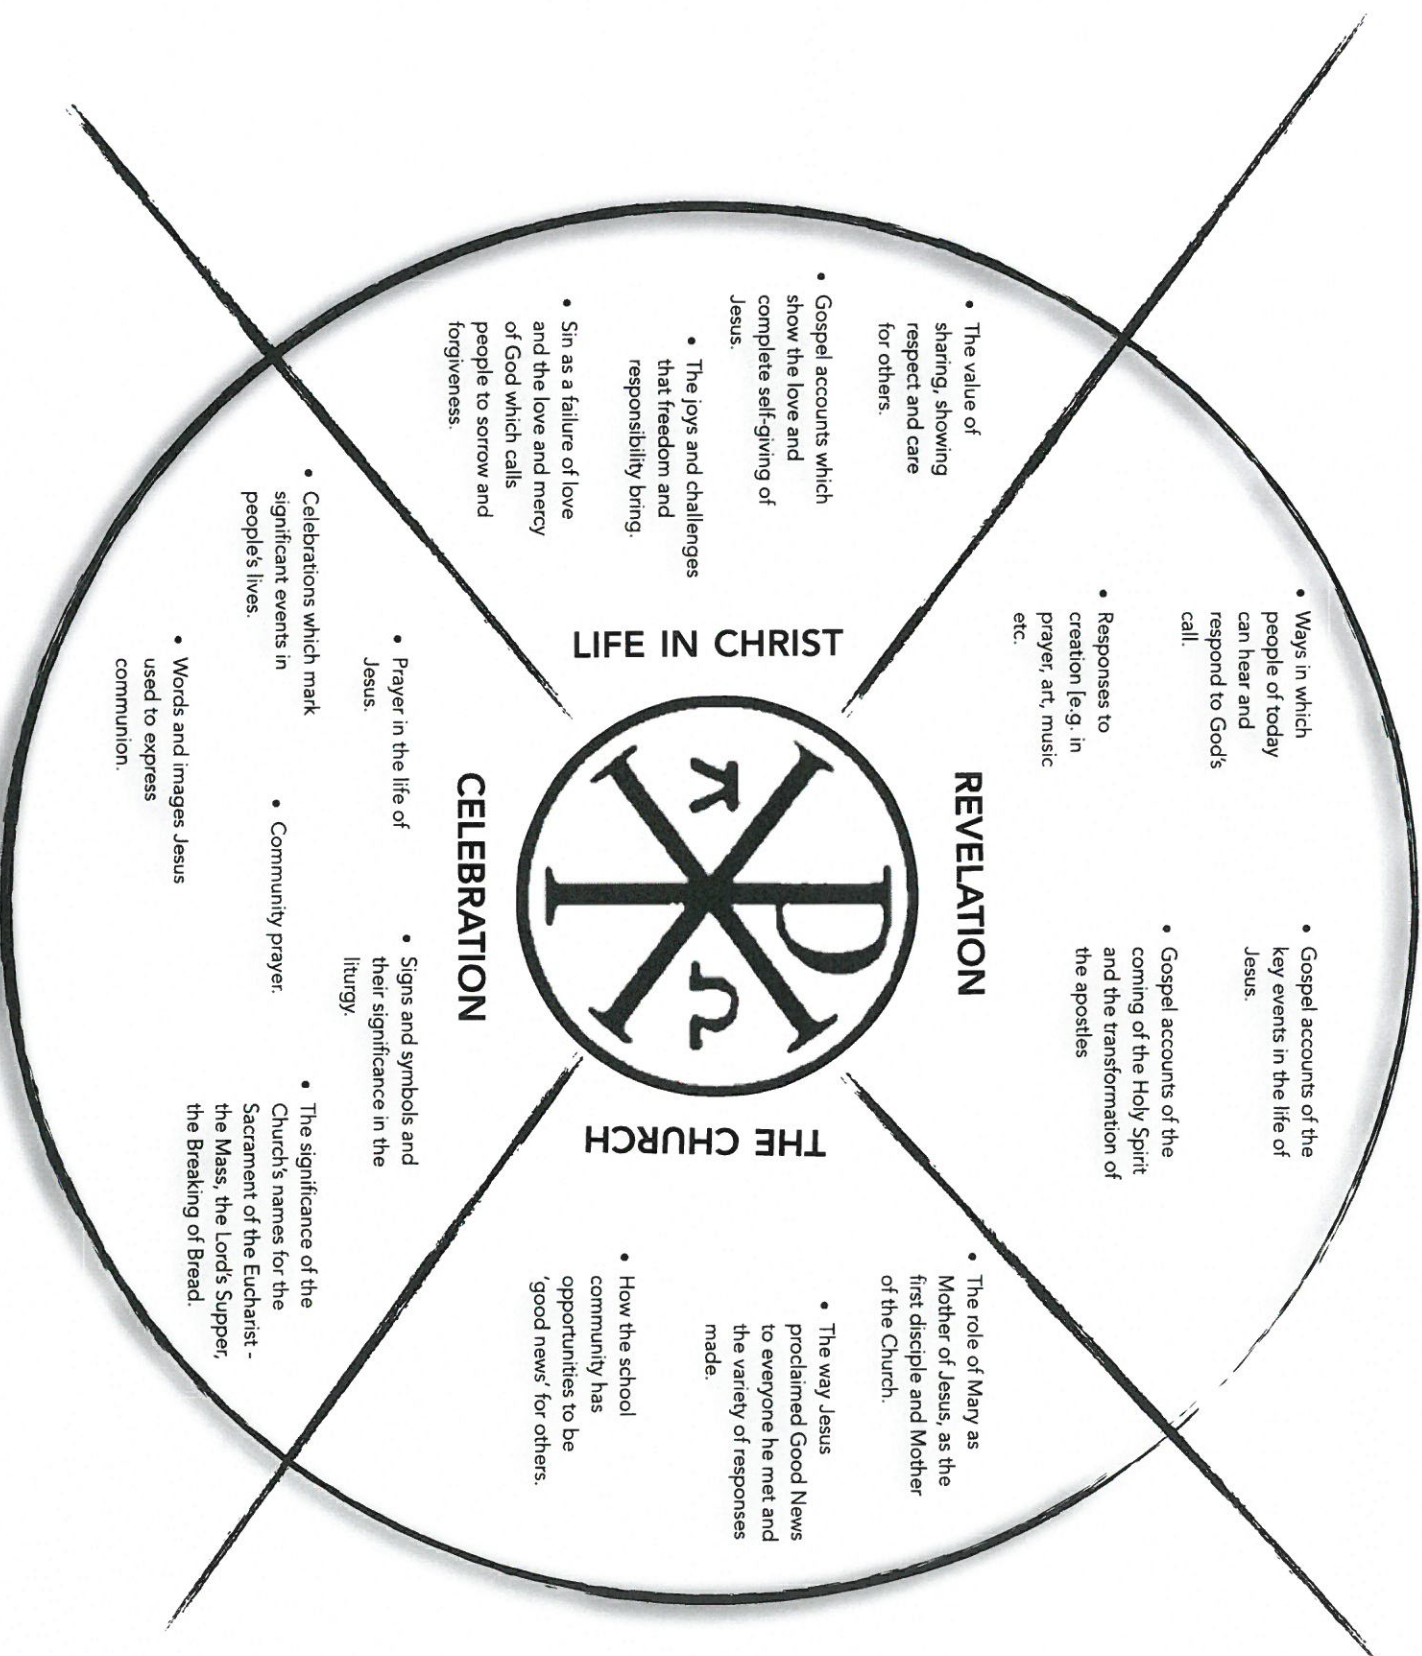 REVELATION
• Ways in which
people of today
can hear and
respond to God's
call.
• Responses to
creation [e.g. in
prayer, art, music
etc.
• Gospel accounts of the
key events in the life of
Jesus.
• Gospel accounts of the
coming of the Holy Spirit
and the transformation of
the apostles
THE CHURCH
• The role of Mary as
Mother of Jesus, as the
first disciple and Mother
of the Church.
• The way Jesus
proclaimed Good News
to everyone he met and
the variety of responses
made.
• How the school
community has
opportunities to be
'good news' for others.
CELEBRATION
• Prayer in the life of
Jesus.
• Celebrations which mark
significant events in
people's lives.
• Words and images Jesus
used to express
communion.
• Community prayer.
• Signs and symbols and
their significance in the
liturgy.
• The significance of the
Church's names for the
Sacrament of the Eucharist -
the Mass, the Lord's Supper,
the Breaking of Bread.
LIFE IN CHRIST
• The value of
sharing, showing
respect and care
for others.
• Gospel accounts which
show the love and
complete self-giving of
Jesus.
• The joys and challenges
that freedom and
responsibility bring.
• Sin as a failure of love
and the love and mercy
of God which calls
people to sorrow and
forgiveness.